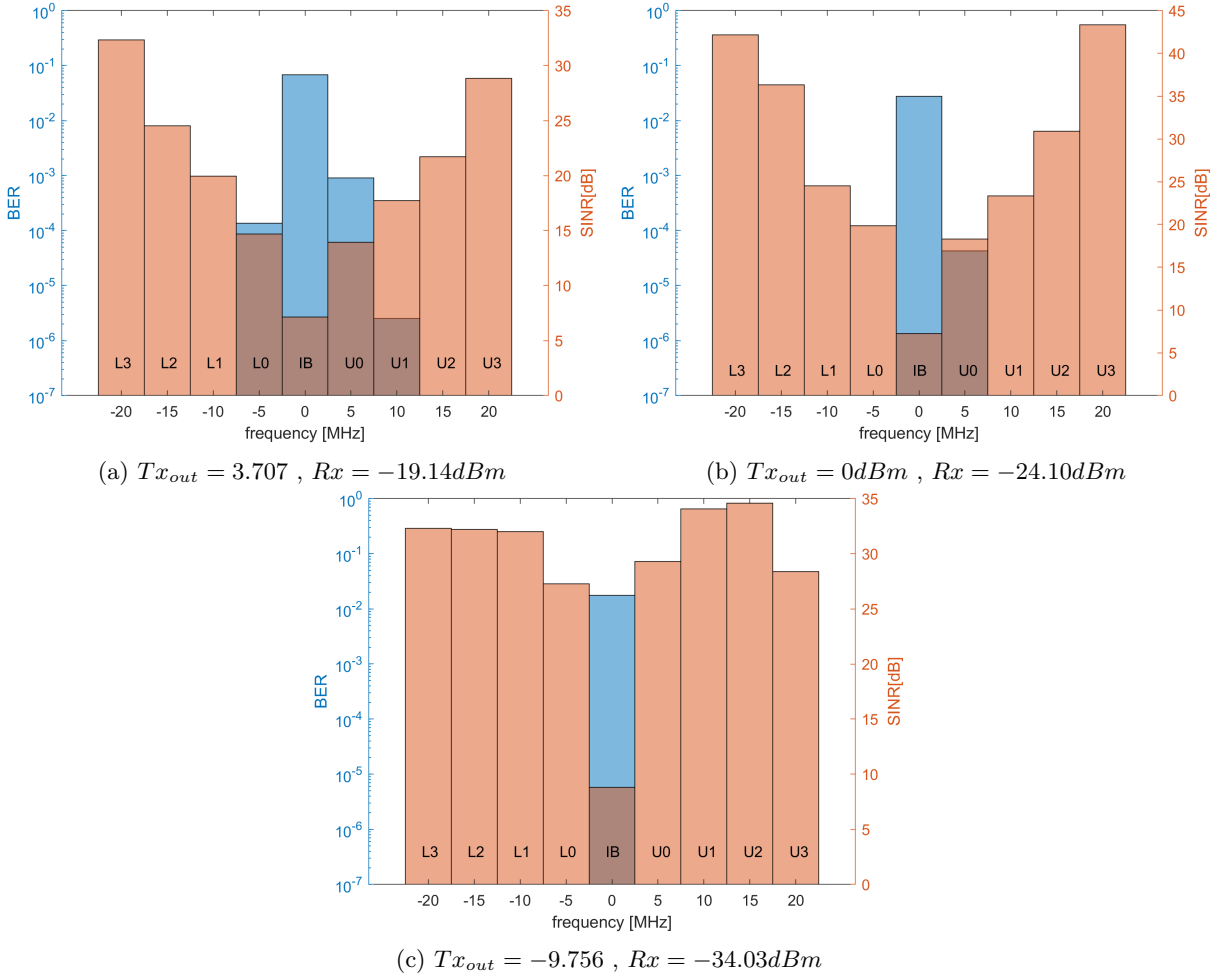 10^0
10^-1
10^-2
10^-3
10^-4
10^-5
10^-6
10^-7
BER
35
30
25
20
15
10
5
0
SINR[dB]
L3 L2 L1 L0 IB U0 U1 U2 U3
-20 -15 -10 -5 0 5 10 15 20
frequency [MHz]
(a) Tx_out = 3.707 , Rx = −19.14dBm
10^0
10^-1
10^-2
10^-3
10^-4
10^-5
10^-6
10^-7
BER
45
40
35
30
25
20
15
10
5
0
SINR[dB]
L3 L2 L1 L0 IB U0 U1 U2 U3
-20 -15 -10 -5 0 5 10 15 20
frequency [MHz]
(b) Tx_out = 0dBm , Rx = −24.10dBm
10^0
10^-1
10^-2
10^-3
10^-4
10^-5
10^-6
10^-7
BER
35
30
25
20
15
10
5
0
SINR[dB]
L3 L2 L1 L0 IB U0 U1 U2 U3
-20 -15 -10 -5 0 5 10 15 20
frequency [MHz]
(c) Tx_out = −9.756 , Rx = −34.03dBm